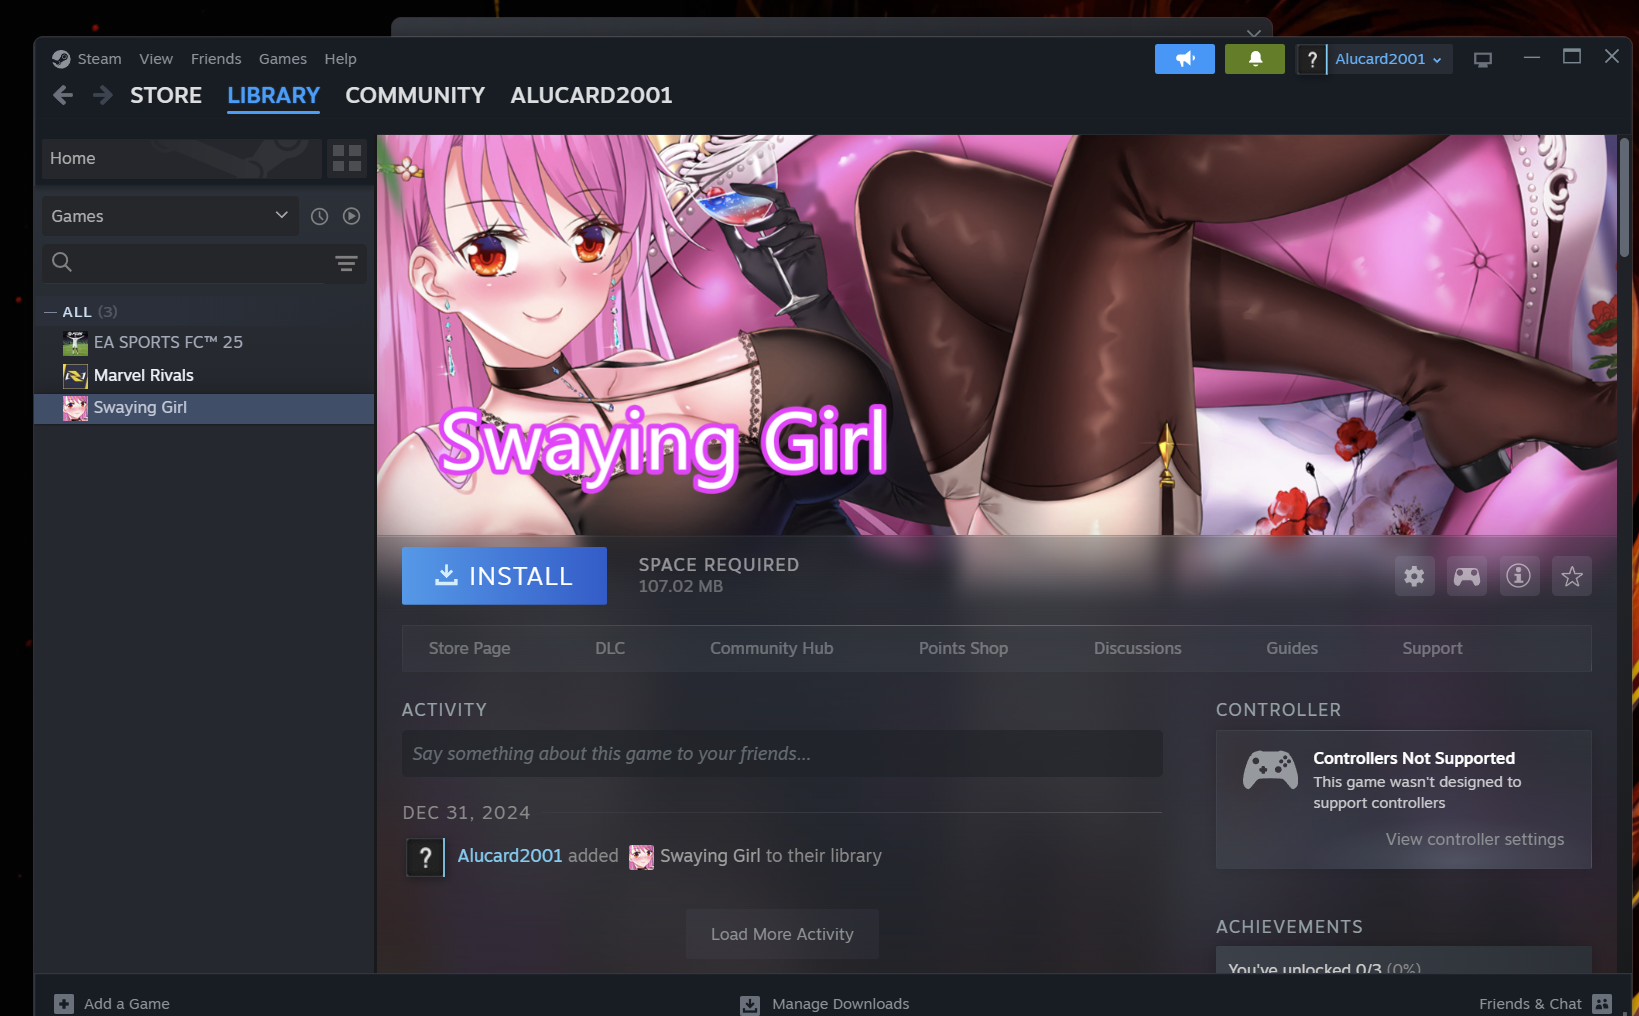 Steam View Friends Games Help
? Alucard2001
STORE LIBRARY COMMUNITY ALUCARD2001
Home
Games
— ALL (3)
EA SPORTS FC™ 25
Marvel Rivals
Swaying Girl
Swaying Girl
INSTALL
SPACE REQUIRED
107.02 MB
Store Page DLC Community Hub Points Shop Discussions Guides Support
ACTIVITY
Say something about this game to your friends...
DEC 31, 2024
? Alucard2001 added Swaying Girl to their library
Load More Activity
CONTROLLER
Controllers Not Supported
This game wasn't designed to
support controllers
View controller settings
ACHIEVEMENTS
You've unlocked 0/3 (0%)
Add a Game
Manage Downloads
Friends & Chat